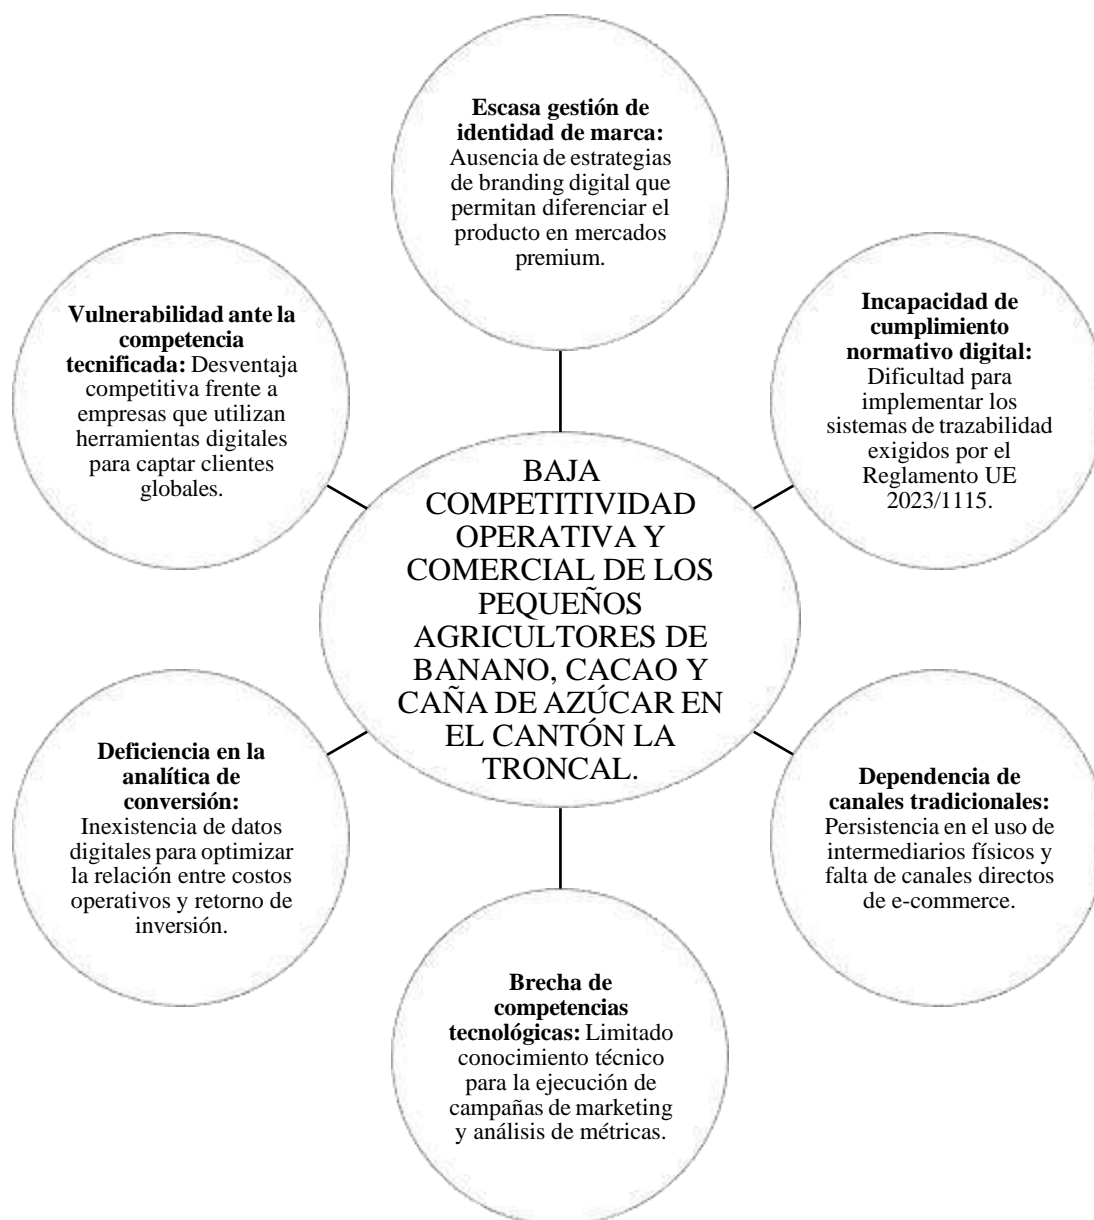 Escasa gestión de
identidad de marca:
Ausencia de estrategias
de branding digital que
permitan diferenciar el
producto en mercados
premium.
Incapacidad de
cumplimiento
normativo digital:
Dificultad para
implementar los
sistemas de trazabilidad
exigidos por el
Reglamento UE
2023/1115.
Dependencia de
canales tradicionales:
Persistencia en el uso de
intermediarios físicos y
falta de canales directos
de e-commerce.
Brecha de
competencias
tecnológicas: Limitado
conocimiento técnico
para la ejecución de
campañas de marketing
y análisis de métricas.
Deficiencia en la
analítica de
conversión:
Inexistencia de datos
digitales para optimizar
la relación entre costos
operativos y retorno de
inversión.
Vulnerabilidad ante la
competencia
tecnificada: Desventaja
competitiva frente a
empresas que utilizan
herramientas digitales
para captar clientes
globales.
BAJA
COMPETITIVIDAD
OPERATIVA Y
COMERCIAL DE LOS
PEQUEÑOS
AGRICULTORES DE
BANANO, CACAO Y
CAÑA DE AZÚCAR EN
EL CANTÓN LA
TRONCAL.